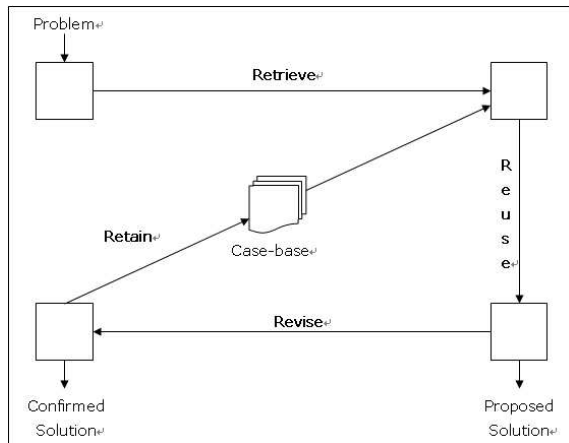 Problem
Retrieve
R
e
u
s
e
Retain
Case-base
Revise
Confirmed
Solution
Proposed
Solution